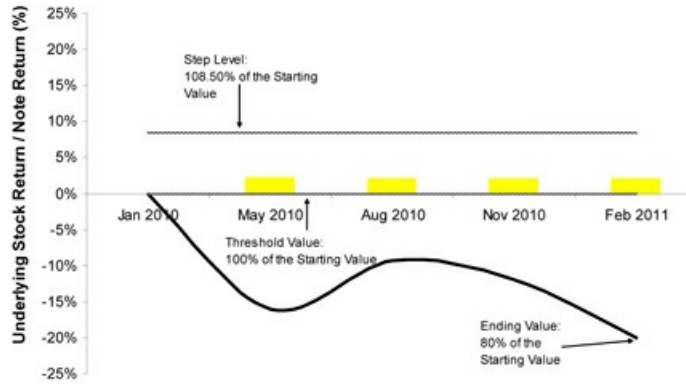 Underlying Stock Return / Note Return (%)
25%
20%
15%
10%
5%
0%
-5%
-10%
-15%
-20%
-25%
Step Level:
108.50% of the Starting
Value
Jan 2010
May 2010
Aug 2010
Nov 2010
Feb 2011
Threshold Value:
100% of the Starting Value
Ending Value:
80% of the
Starting Value